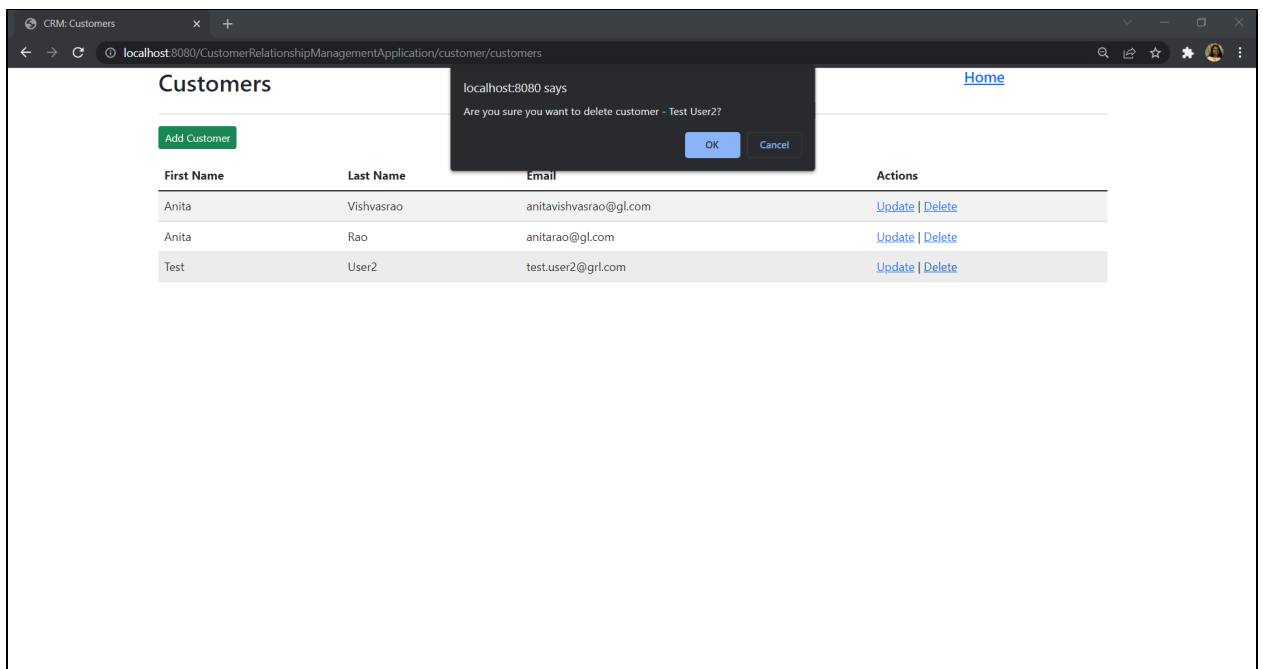 CRM: Customers
localhost:8080/CustomerRelationshipManagementApplication/customer/customers
Customers
Home
localhost:8080 says
Are you sure you want to delete customer - Test User2?
OK Cancel
Add Customer
First Name Last Name Email Actions
Anita Vishvasrao anitavishvasrao@gl.com Update | Delete
Anita Rao anitarao@gl.com Update | Delete
Test User2 test.user2@grl.com Update | Delete